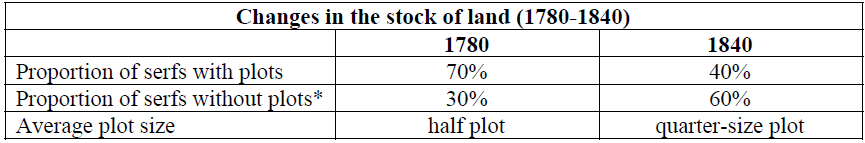 Changes in the stock of land (1780-1840)
1780 1840
Proportion of serfs with plots 70% 40%
Proportion of serfs without plots* 30% 60%
Average plot size half plot quarter-size plot